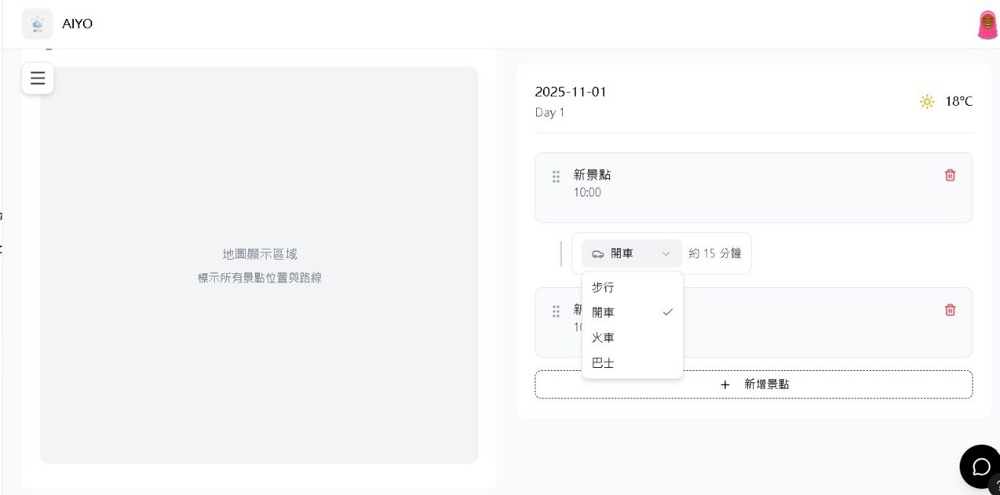 AIYO
地圖顯示區域
標示所有景點位置與路線
2025-11-01
Day 1
18°C
新景點
10:00
開車
約 15 分鐘
步行
開車
火車
巴士
新
10
+ 新增景點
?